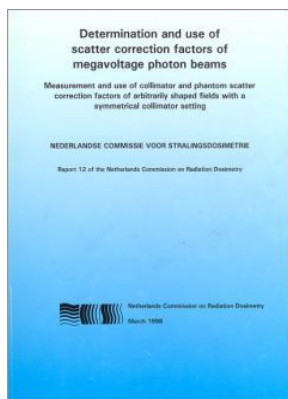 Determination and use of
scatter correction factors of
megavoltage photon beams
Measurement and use of collimator and phantom scatter
correction factors of arbitrarily shaped fields with a
symmetrical collimator setting
NEDERLANDSE COMMISSIE VOOR STRALINGSDOSIMETRIE
Report 12 of the Netherlands Commission on Radiation Dosimetry
Netherlands Commission on Radiation Dosimetry
March 1998